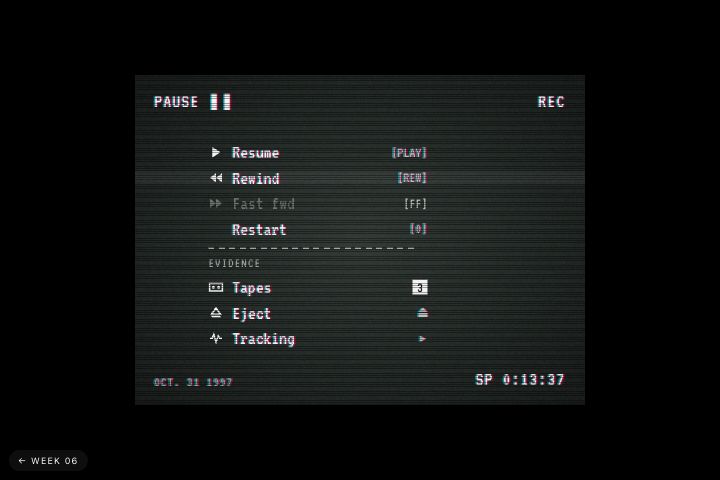 PAUSE REC
Resume [PLAY]
Rewind [REW]
Fast fwd [FF]
Restart [0]
EVIDENCE
Tapes 3
Eject
Tracking
OCT. 31 1997 SP 0:13:37
← WEEK 06